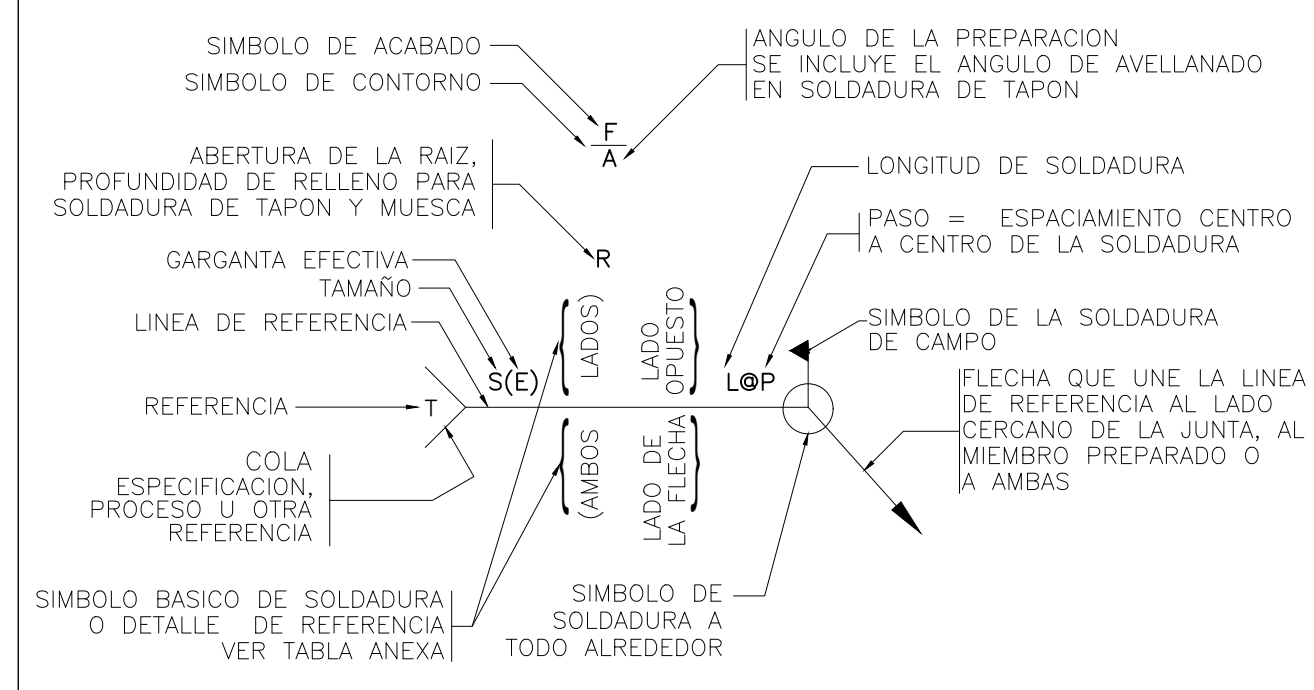 SIMBOLO DE ACABADO
SIMBOLO DE CONTORNO
F
A
ANGULO DE LA PREPARACION
SE INCLUYE EL ANGULO DE AVELLANADO
EN SOLDADURA DE TAPON
ABERTURA DE LA RAIZ,
PROFUNDIDAD DE RELLENO PARA
SOLDADURA DE TAPON Y MUESCA
R
LONGITUD DE SOLDADURA
PASO = ESPACIAMIENTO CENTRO
A CENTRO DE LA SOLDADURA
GARGANTA EFECTIVA
TAMAÑO
LINEA DE REFERENCIA
S(E)
LADOS)
LADO
OPUESTO
L@P
SIMBOLO DE LA SOLDADURA
DE CAMPO
REFERENCIA
T
(AMBOS
LADO DE
LA FLECHA
FLECHA QUE UNE LA LINEA
DE REFERENCIA AL LADO
CERCANO DE LA JUNTA, AL
MIEMBRO PREPARADO O
A AMBAS
COLA
ESPECIFICACION,
PROCESO U OTRA
REFERENCIA
SIMBOLO BASICO DE SOLDADURA
O DETALLE DE REFERENCIA
VER TABLA ANEXA
SIMBOLO DE
SOLDADURA A
TODO ALREDEDOR